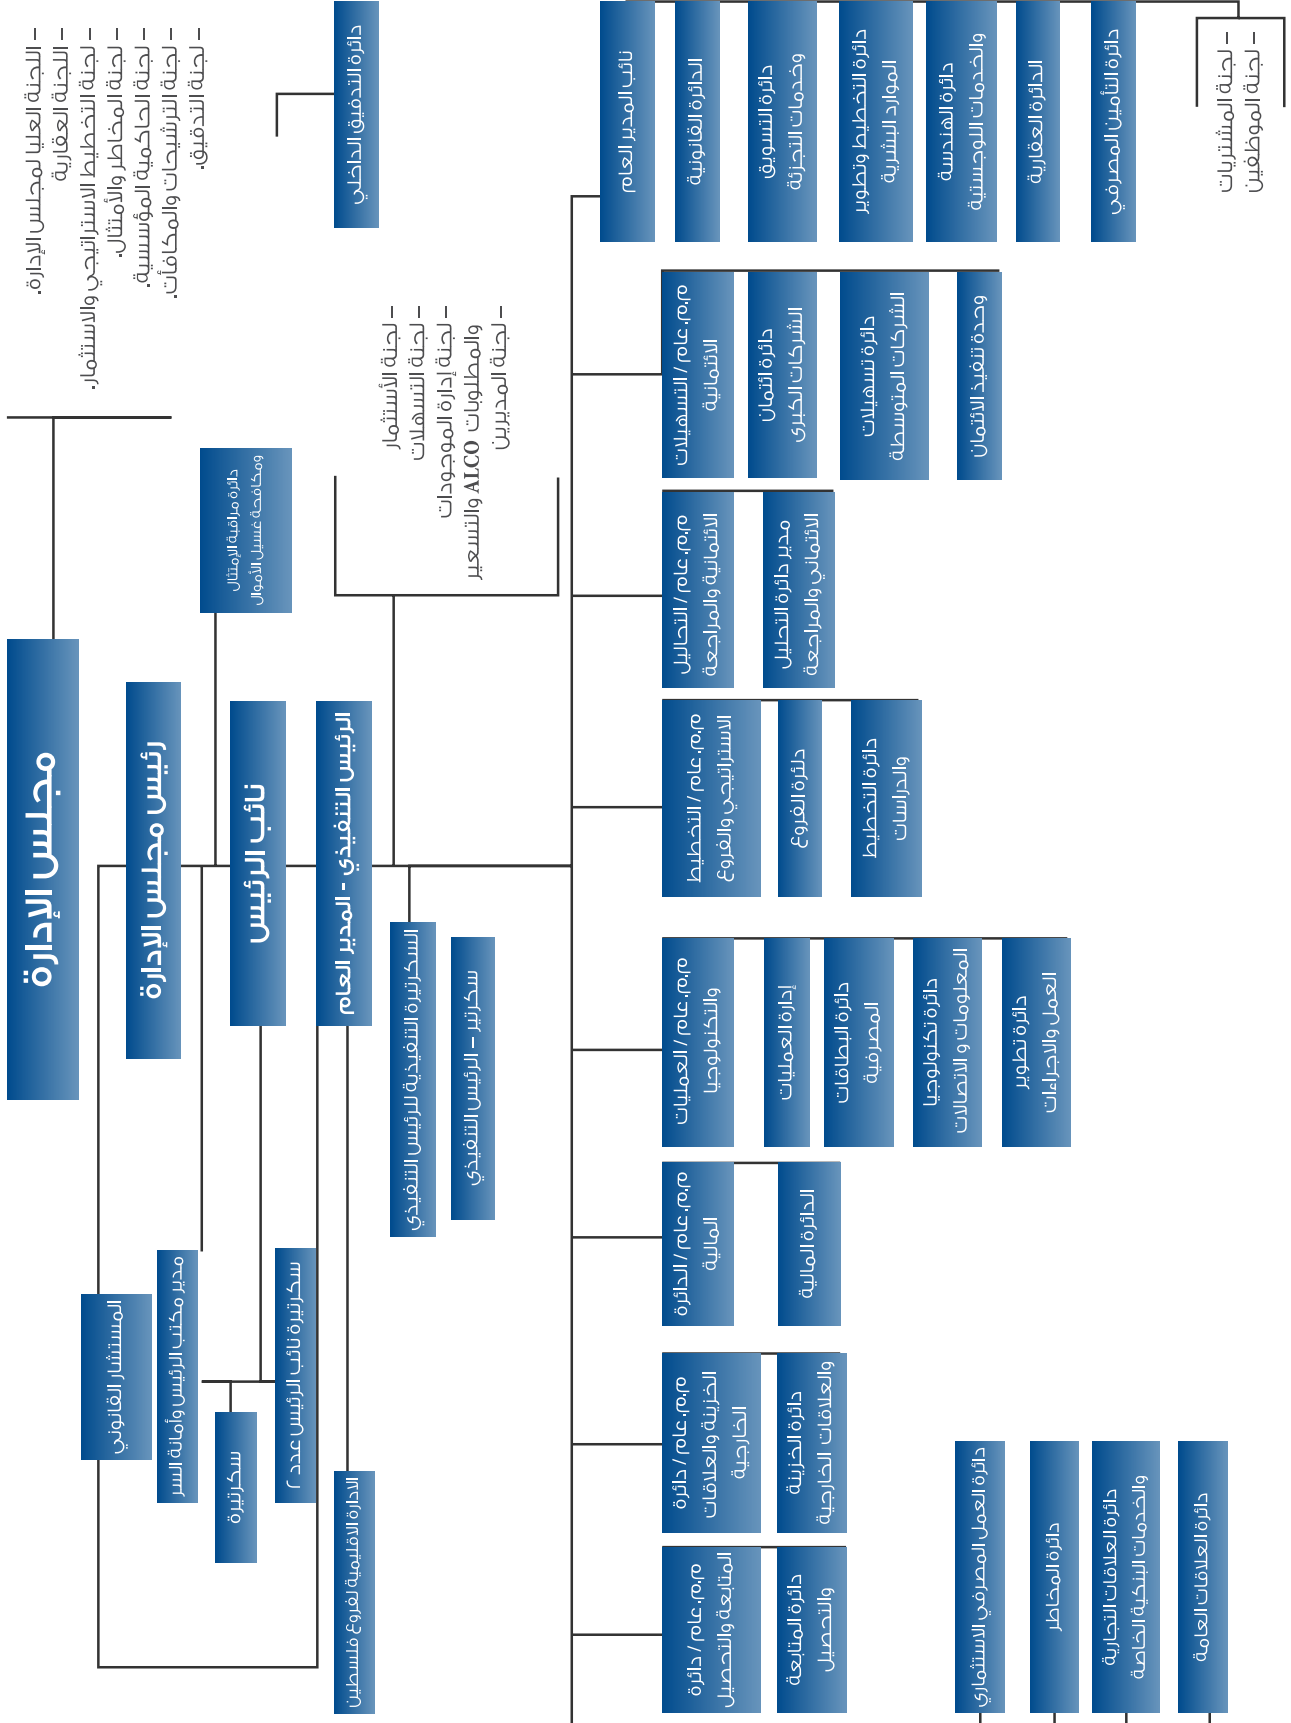 مجلس الإدارة
– اللجنة العليا لمجلس الإدارة.
– اللجنة العقارية
– لجنة التخطيط الاستراتيجي والاستثمار.
– لجنة المخاطر والأمتثال.
– لجنة الحاكمية المؤسسية.
– لجنة الترشيحات والمكافأت.
– لجنة التدقيق.
رئيس مجلس الإدارة
دائرة مراقبة الإمتثال
ومكافحة غسيل الأموال
نائب الرئيس
الرئيس التنفيذي - المدير العام
دائرة التدقيق الداخلي
المستشار القانوني
مدير مكتب الرئيس وأمانة السر
سكرتيرة
سكرتيرة نائب الرئيس عدد ٢
الادارة الاقليمية لفروع فلسطين
– لجنة الأستثمار
– لجنة التسهلات
– لجنة إدارة الموجودات
والمطلوبات ALCO والتسعير
– لجنة المديرين
السكرتيرة التنفيذية للرئيس التنفيذي
سكرتير – الرئيس التنفيذي
نائب المدير العام
الدائرة القانونية
دائرة التسويق
وخدمات التجزئة
دائرة التخطيط وتطوير
الموارد البشرية
دائرة الهندسة
والخدمات اللوجستية
الدائرة العقارية
دائرة التأمين المصرفي
– لجنة المشتريات
– لجنة الموظفين
م.م. عام / التسهيلات
الائتمانية
دائرة ائتمان
الشركات الكبرى
دائرة تسهيلات
الشركات المتوسطة
وحدة تنفيذ الائتمان
م.م. عام / التحاليل
الائتمانية والمراجعة
مدير دائرة التحليل
الائتماني والمراجعة
م.م. عام / التخطيط
الاستراتيجي والفروع
دلئرة الفروع
دائرة التخطيط
والدراسات
م.م. عام / العمليات
والتكنولوجيا
إدارة العمليات
دائرة البطاقات
المصرفية
دائرة تكنولوجيا
المعلومات و الاتصالات
دائرة تطوير
العمل والاجراءات
م.م. عام / الدائرة
المالية
الدائرة المالية
م.م. عام / دائرة
الخزينة والعلاقات
الخارجية
دائرة الخزينة
والعلاقات الخارجية
م.م. عام / دائرة
المتابعة والتحصيل
دائرة المتابعة
والتحصيل
دائرة العمل المصرفي الاستثماري
دائرة المخاطر
دائرة العلاقات التجارية
والخدمات البنكية الخاصة
دائرة العلاقات العامة